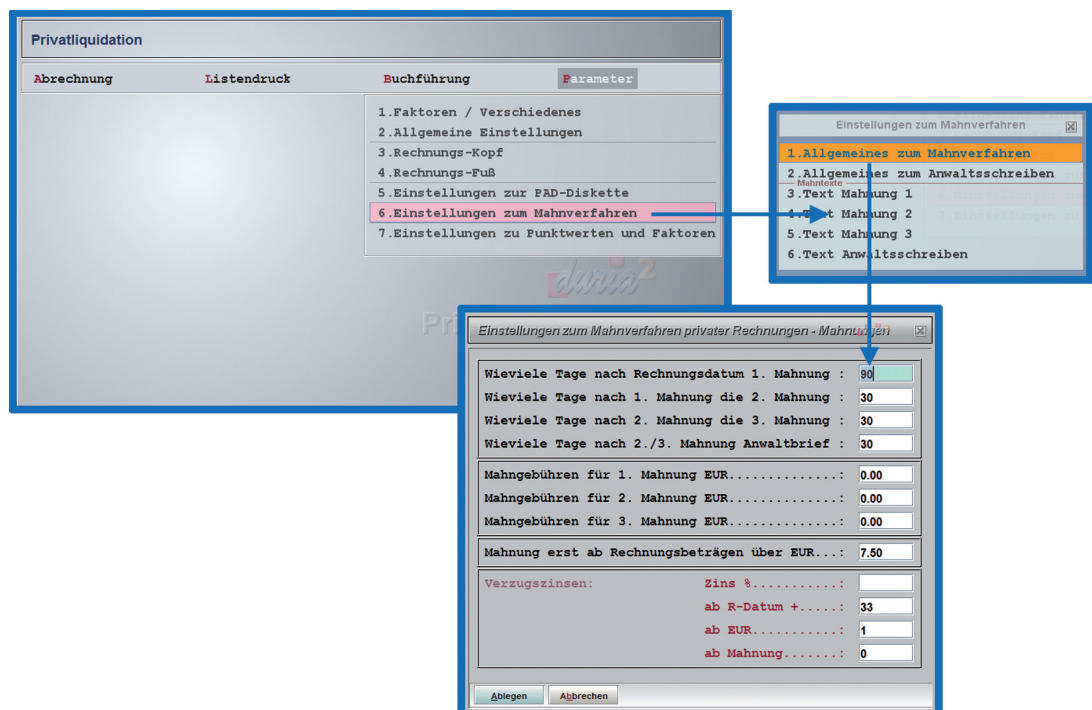 Privatliquidation
Abrechnung Listendruck Buchführung Parameter
1.Faktoren / Verschiedenes
2.Allgemeine Einstellungen
3.Rechnungs-Kopf
4.Rechnungs-Fuß
5.Einstellungen zur PAD-Diskette
6.Einstellungen zum Mahnverfahren
7.Einstellungen zu Punktwerten und Faktoren
duria2
Pri
Einstellungen zum Mahnverfahren
1.Allgemeines zum Mahnverfahren
2.Allgemeines zum Anwaltsschreiben
Mahntexte
3.Text Mahnung 1
4.Text Mahnung 2
5.Text Mahnung 3
6.Text Anwaltsschreiben
Einstellungen zum Mahnverfahren privater Rechnungen - Mahnungen
Wieviele Tage nach Rechnungsdatum 1. Mahnung : 90
Wieviele Tage nach 1. Mahnung die 2. Mahnung : 30
Wieviele Tage nach 2. Mahnung die 3. Mahnung : 30
Wieviele Tage nach 2./3. Mahnung Anwaltbrief : 30
Mahngebühren für 1. Mahnung EUR..............: 0.00
Mahngebühren für 2. Mahnung EUR..............: 0.00
Mahngebühren für 3. Mahnung EUR..............: 0.00
Mahnung erst ab Rechnungsbeträgen über EUR...: 7.50
Verzugszinsen: Zins %...........:
ab R-Datum +.....: 33
ab EUR...........: 1
ab Mahnung.......: 0
Ablegen Abbrechen